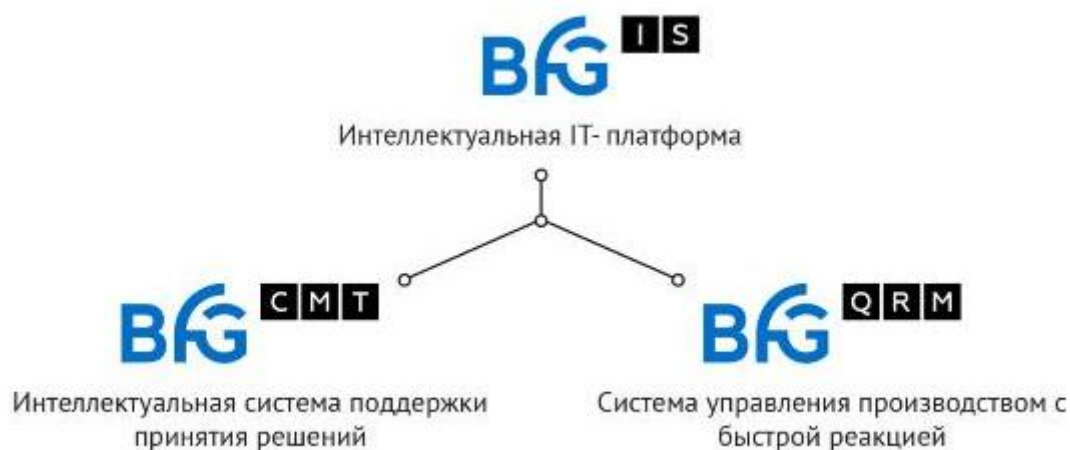 BFG IS
Интеллектуальная IT- платформа
BFG CMT
Интеллектуальная система поддержки
принятия решений
BFG QRM
Система управления производством с
быстрой реакцией